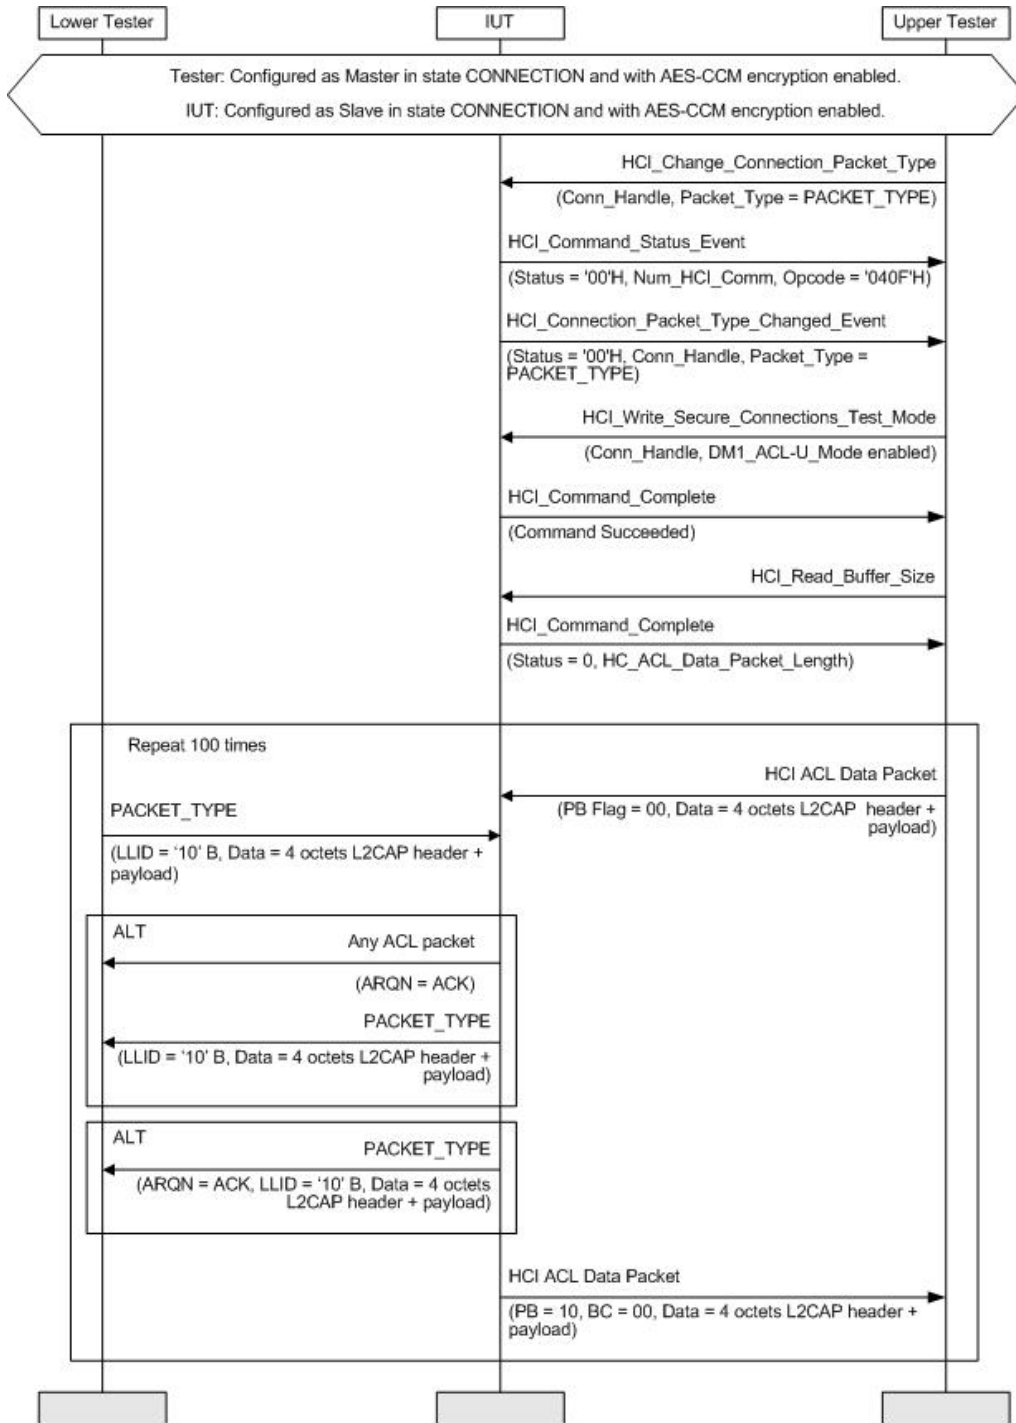 Lower Tester
IUT
Upper Tester
Tester: Configured as Master in state CONNECTION and with AES-CCM encryption enabled.
IUT: Configured as Slave in state CONNECTION and with AES-CCM encryption enabled.
HCI_Change_Connection_Packet_Type
(Conn_Handle, Packet_Type = PACKET_TYPE)
HCI_Command_Status_Event
(Status = '00'H, Num_HCI_Comm, Opcode = '040F'H)
HCI_Connection_Packet_Type_Changed_Event
(Status = '00'H, Conn_Handle, Packet_Type =
PACKET_TYPE)
HCI_Write_Secure_Connections_Test_Mode
(Conn_Handle, DM1_ACL-U_Mode enabled)
HCI_Command_Complete
(Command Succeeded)
HCI_Read_Buffer_Size
HCI_Command_Complete
(Status = 0, HC_ACL_Data_Packet_Length)
Repeat 100 times
HCI ACL Data Packet
(PB Flag = 00, Data = 4 octets L2CAP header +
payload)
PACKET_TYPE
(LLID = ‘10’ B, Data = 4 octets L2CAP header +
payload)
ALT
Any ACL packet
(ARQN = ACK)
PACKET_TYPE
(LLID = ‘10’ B, Data = 4 octets L2CAP header +
payload)
ALT
PACKET_TYPE
(ARQN = ACK, LLID = ‘10’ B, Data = 4 octets
L2CAP header + payload)
HCI ACL Data Packet
(PB = 10, BC = 00, Data = 4 octets L2CAP header +
payload)